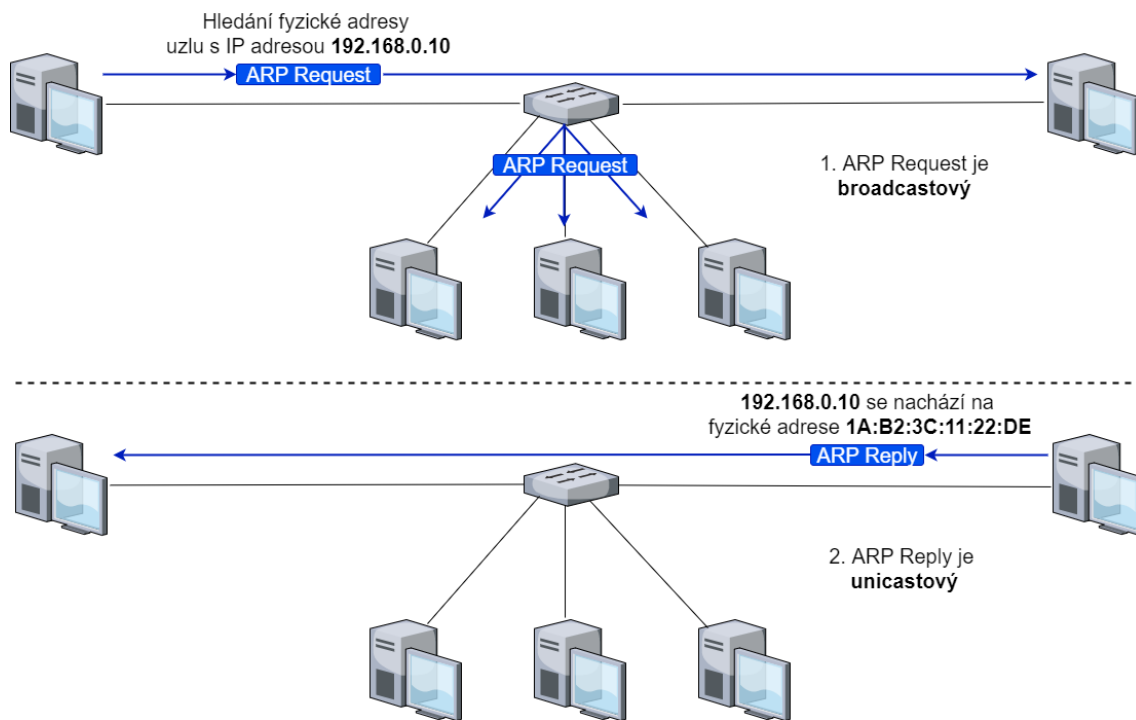 Hledání fyzické adresy
uzlu s IP adresou 192.168.0.10
ARP Request
ARP Request
1. ARP Request je
broadcastový
192.168.0.10 se nachází na
fyzické adrese 1A:B2:3C:11:22:DE
ARP Reply
2. ARP Reply je
unicastový